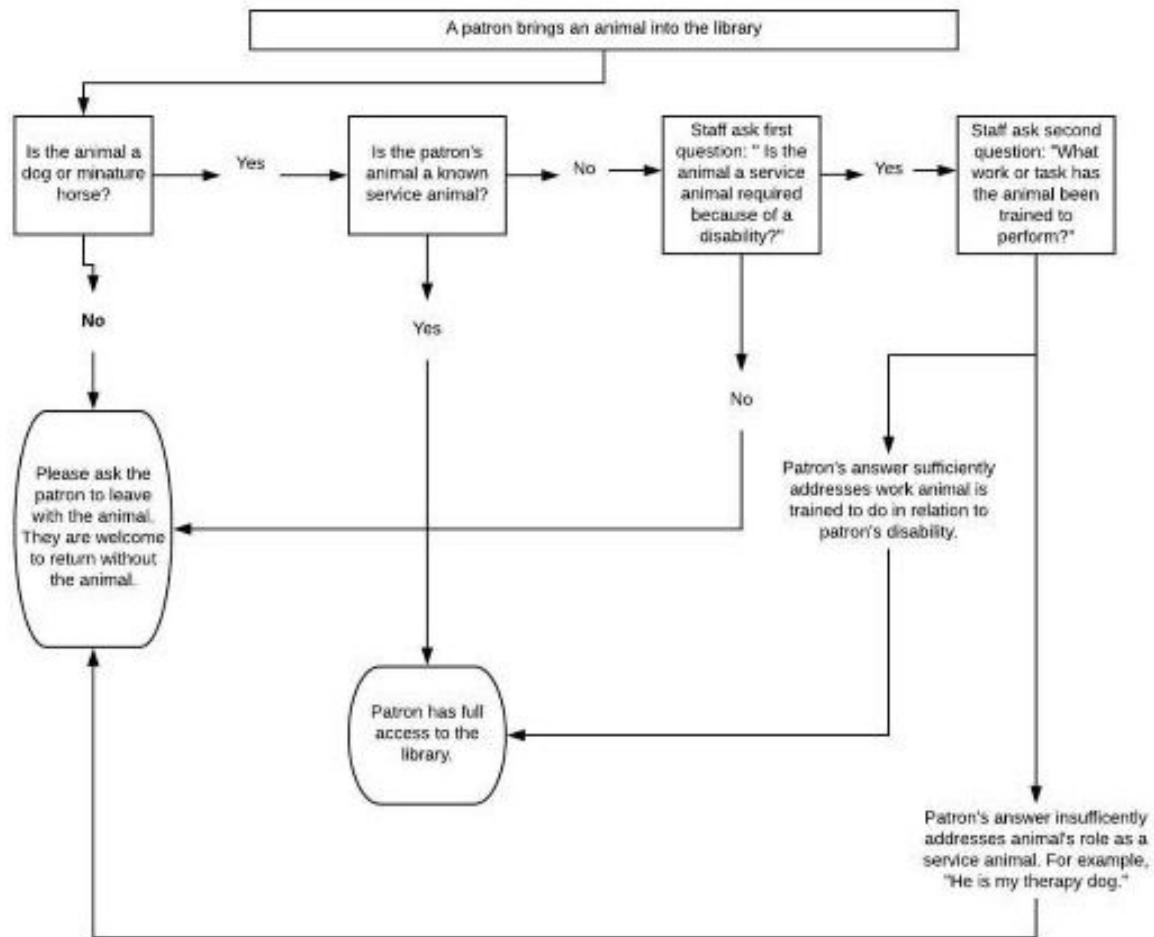 A patron brings an animal into the library
Is the animal a
dog or minature
horse?
Yes
Is the patron's
animal a known
service animal?
No
Staff ask first
question: " Is the
animal a service
animal required
because of a
disability?"
Yes
Staff ask second
question: "What
work or task has
the animal been
trained to
perform?"
No
Yes
No
Please ask the
patron to leave
with the animal.
They are welcome
to return without
the animal.
Patron's answer sufficiently
addresses work animal is
trained to do in relation to
patron's disability.
Patron has full
access to the
library.
Patron's answer insufficently
addresses animal's role as a
service animal. For example,
"He is my therapy dog."